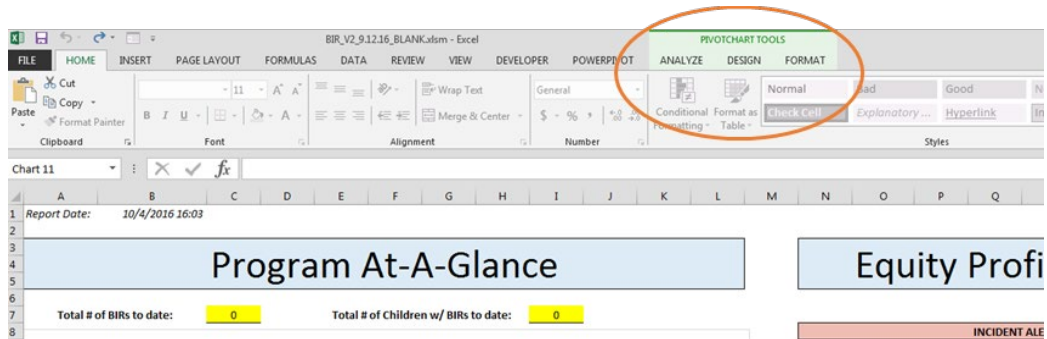 BIR_V2_9.12.16_BLANK.xlsm - Excel
PIVOTCHART TOOLS
FILE HOME INSERT PAGE LAYOUT FORMULAS DATA REVIEW VIEW DEVELOPER POWERPIVOT ANALYZE DESIGN FORMAT
Cut
Copy
Format Painter
Paste
11
B I U
Wrap Text
Merge & Center
General
$ % ,
Conditional Formatting
Format as Table
Normal Bad Good
Check Cell Explanatory ... Hyperlink
Clipboard Font Alignment Number Styles
Chart 11 fx
A B C D E F G H I J K L M N O P Q
1 Report Date: 10/4/2016 16:03
2
3
4 Program At-A-Glance Equity Profi
5
6
7 Total # of BIRs to date: 0 Total # of Children w/ BIRs to date: 0
8 INCIDENT ALE